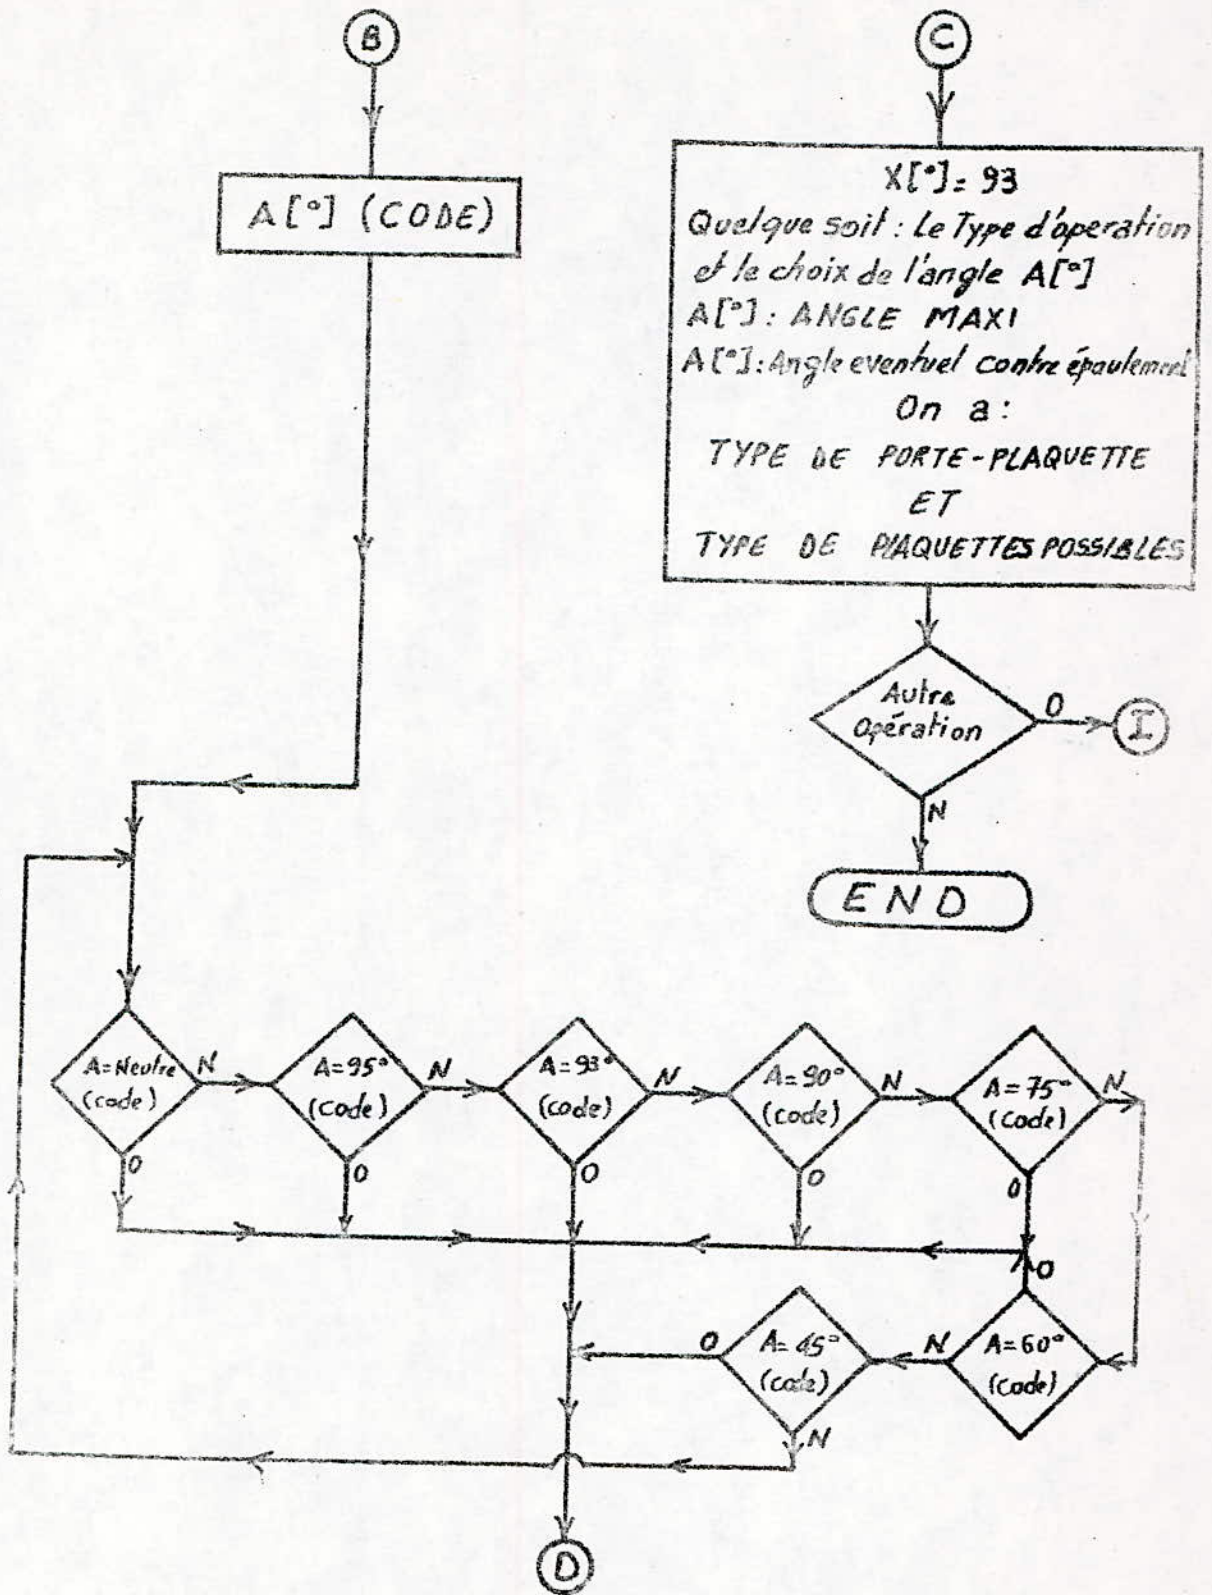 B
A[°] (CODE)
C
X[°]= 93
Quelque soit : Le Type d'óperation
et le choix de l'angle A[°]
A[°]: ANGLE MAXI
A[°]: Angle eventuel contre épaulement
On a :
TYPE DE PORTE-PLAQUETTE
ET
TYPE DE PLAQUETTES POSSIBLES
Autre
Opération
O
I
N
END
A=Neutre
(code)
N
A=95°
(code)
N
A=93°
(code)
N
A=90°
(code)
N
A=75°
(code)
N
O
O
O
O
O
O
O
A=45°
(code)
N
A=60°
(code)
N
D